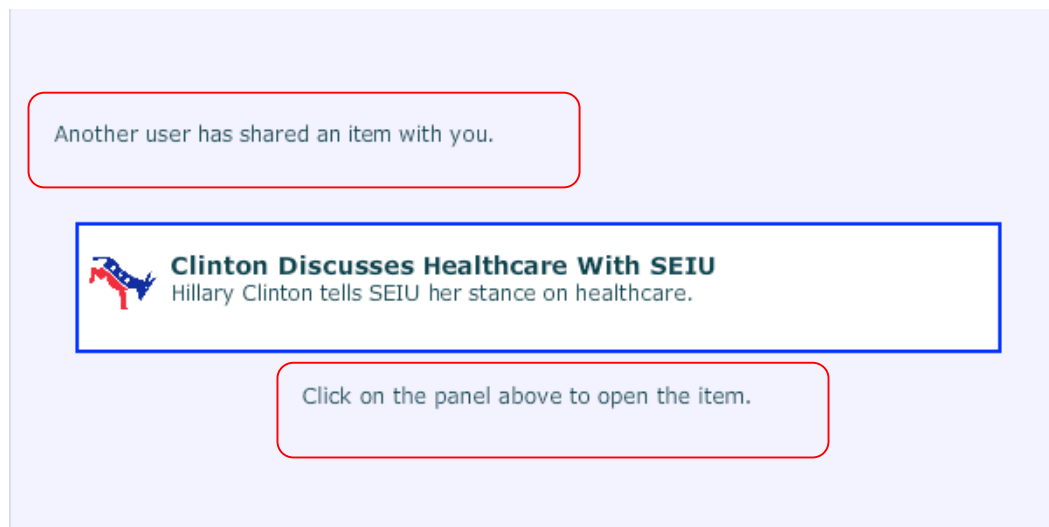 Another user has shared an item with you.
Clinton Discusses Healthcare With SEIU
Hillary Clinton tells SEIU her stance on healthcare.
Click on the panel above to open the item.